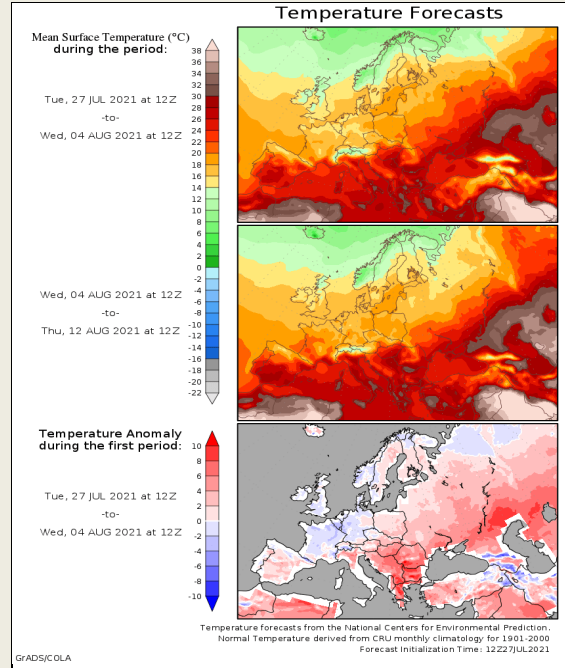 Temperature Forecasts
Mean Surface Temperature (°C)
during the period:
Tue, 27 JUL 2021 at 12Z
-to-
Wed, 04 AUG 2021 at 12Z
38
36
34
32
30
28
26
24
22
20
18
16
14
12
10
8
6
4
2
0
-2
-4
-6
-8
-10
-12
-14
-16
-18
-20
-22
Wed, 04 AUG 2021 at 12Z
-to-
Thu, 12 AUG 2021 at 12Z
Temperature Anomaly
during the first period:
Tue, 27 JUL 2021 at 12Z
-to-
Wed, 04 AUG 2021 at 12Z
10
8
6
4
2
0
-2
-4
-6
-8
-10
Temperature forecasts from the National Centers for Environmental Prediction.
Normal Temperature derived from CRU monthly climatology for 1901-2000
Forecast Initialization Time: 12Z27JUL2021
GrADS/COLA